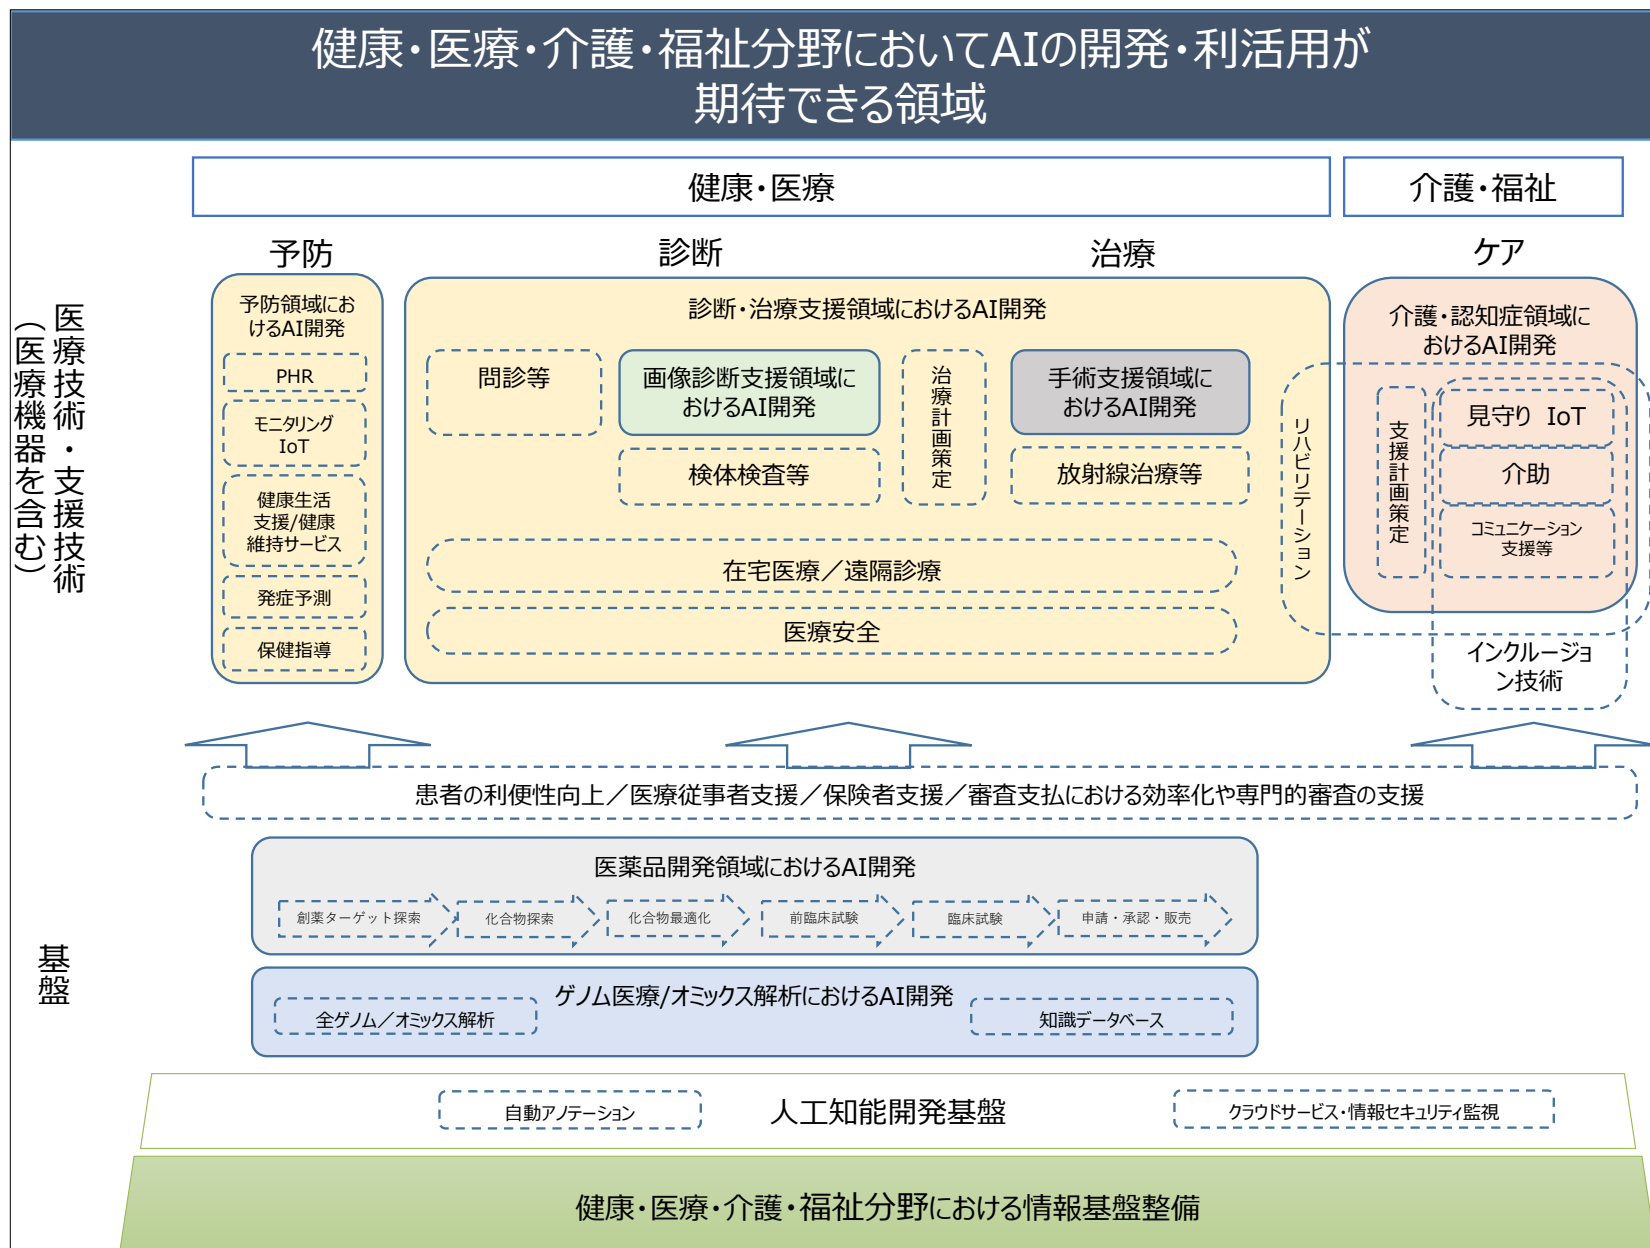 健康・医療・介護・福祉分野においてAIの開発・利活用が
期待できる領域
健康・医療
介護・福祉
予防
診断
治療
ケア
医療技術・支援技術
（医療機器を含む）
予防領域にお
けるAI開発
PHR
モニタリング
IoT
健康生活
支援/健康
維持サービス
発症予測
保健指導
診断・治療支援領域におけるAI開発
問診等
画像診断支援領域に
おけるAI開発
検体検査等
治療計画策定
手術支援領域に
おけるAI開発
放射線治療等
在宅医療／遠隔診療
医療安全
リハビリテーション
介護・認知症領域に
おけるAI開発
支援計画策定
見守り IoT
介助
コミュニケーション
支援等
インクルージョ
ン技術
患者の利便性向上／医療従事者支援／保険者支援／審査支払における効率化や専門的審査の支援
基盤
医薬品開発領域におけるAI開発
創薬ターゲット探索
化合物探索
化合物最適化
前臨床試験
臨床試験
申請・承認・販売
ゲノム医療/オミックス解析におけるAI開発
全ゲノム／オミックス解析
知識データベース
自動アノテーション
人工知能開発基盤
クラウドサービス・情報セキュリティ監視
健康・医療・介護・福祉分野における情報基盤整備